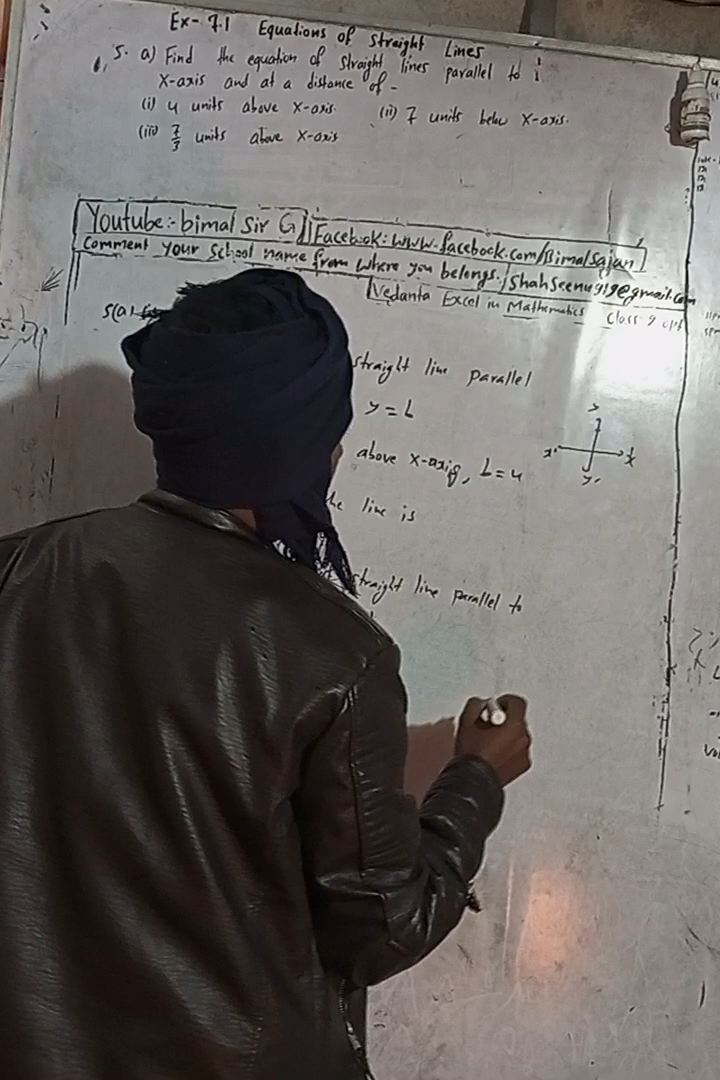 Ex- 7.1 Equations of Straight Lines
5. a) Find the equation of straight lines parallel to
X-axis and at a distance of -
(i) 4 units above X-axis. (ii) 7 units below X-axis.
(iii) 7/3 units above X-axis
Youtube:- bimal Sir G
Facebook: www.facebook.com/Bimalsajan
Comment your School name from where you belongs. / Shahseenu919@gmail.com
Vedanta Excel in Mathematics Class 9 opt
5(a)
straight line parallel
y = b
above x-axis, b = 4
line is
straight line parallel to
y
x' x
y'